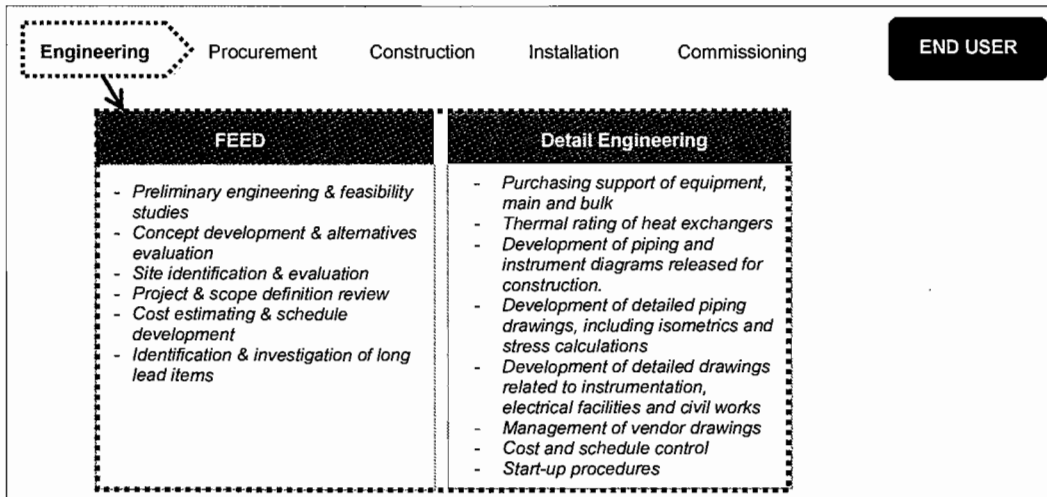 Engineering Procurement Construction Installation Commissioning END USER
FEED
- Preliminary engineering & feasibility
studies
- Concept development & alternatives
evaluation
- Site identification & evaluation
- Project & scope definition review
- Cost estimating & schedule
development
- Identification & investigation of long
lead items
Detail Engineering
- Purchasing support of equipment,
main and bulk
- Thermal rating of heat exchangers
- Development of piping and
instrument diagrams released for
construction.
- Development of detailed piping
drawings, including isometrics and
stress calculations
- Development of detailed drawings
related to instrumentation,
electrical facilities and civil works
- Management of vendor drawings
- Cost and schedule control
- Start-up procedures